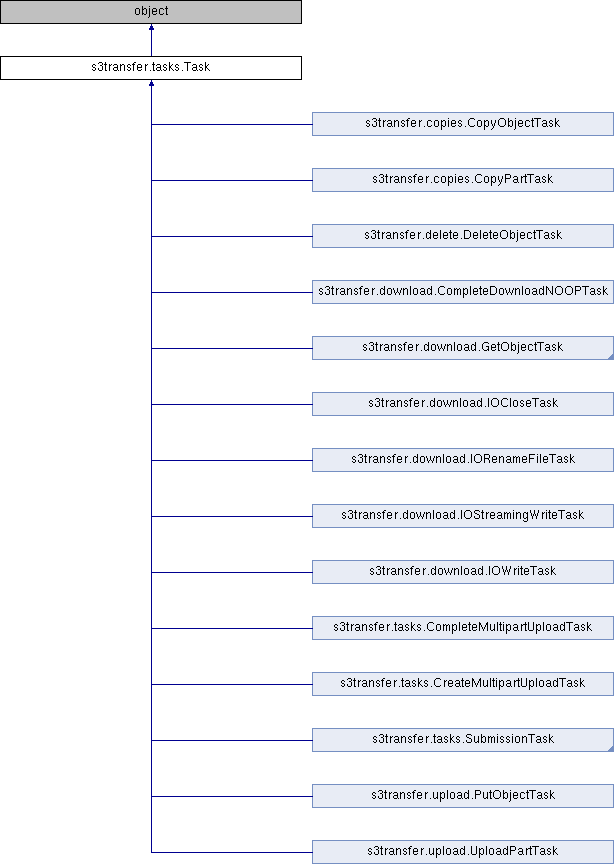 object
s3transfer.tasks.Task
s3transfer.copies.CopyObjectTask
s3transfer.copies.CopyPartTask
s3transfer.delete.DeleteObjectTask
s3transfer.download.CompleteDownloadNOOPTask
s3transfer.download.GetObjectTask
s3transfer.download.IOCloseTask
s3transfer.download.IORenameFileTask
s3transfer.download.IOStreamingWriteTask
s3transfer.download.IOWriteTask
s3transfer.tasks.CompleteMultipartUploadTask
s3transfer.tasks.CreateMultipartUploadTask
s3transfer.tasks.SubmissionTask
s3transfer.upload.PutObjectTask
s3transfer.upload.UploadPartTask